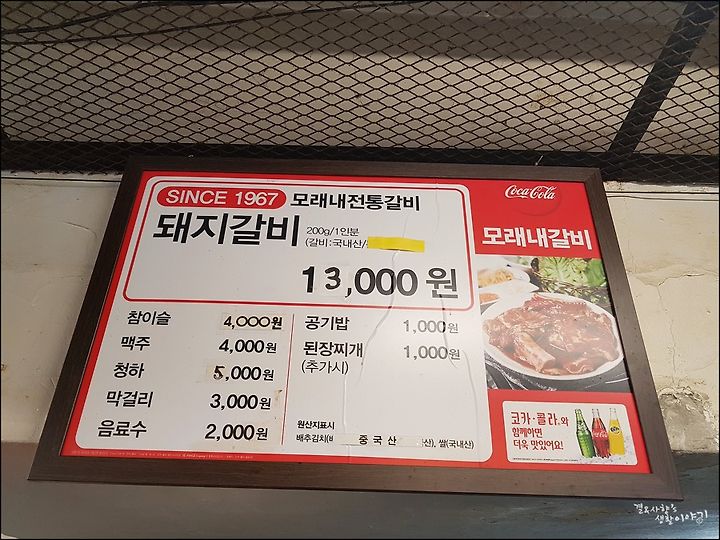 SINCE 1967 모래내전통갈비
돼지갈비 200g/1인분
(갈비:국내산/
13,000 원
참이슬 4,000원
맥주 4,000원
청하 5,000원
막걸리 3,000원
음료수 2,000원
공기밥 1,000원
된장찌개 1,000원
(추가시)
원산지표시
배추김치( 중국산 산), 쌀(국내산)
Coca-Cola
모래내갈비
코카·콜라와
함께하면
더욱 맛있어요!
생활이야기